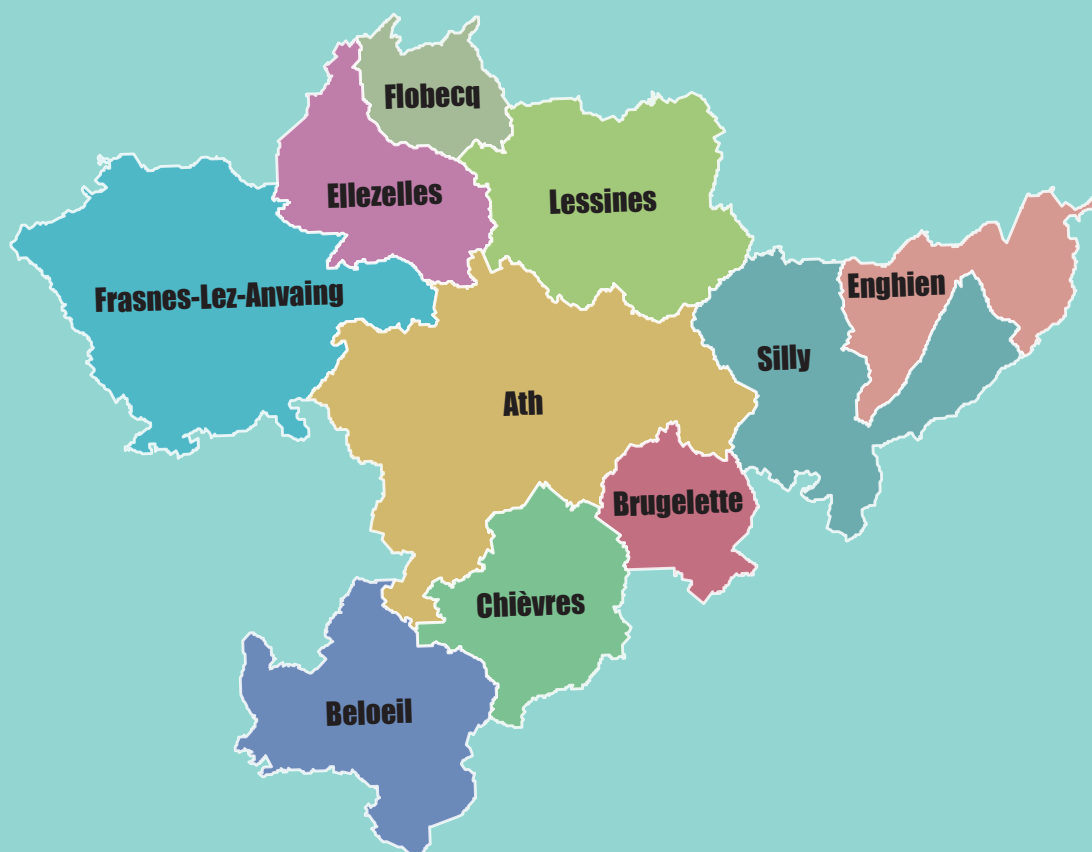 Flobecq
Ellezelles
Lessines
Frasnes-Lez-Anvaing
Enghien
Silly
Ath
Brugelette
Chièvres
Beloeil